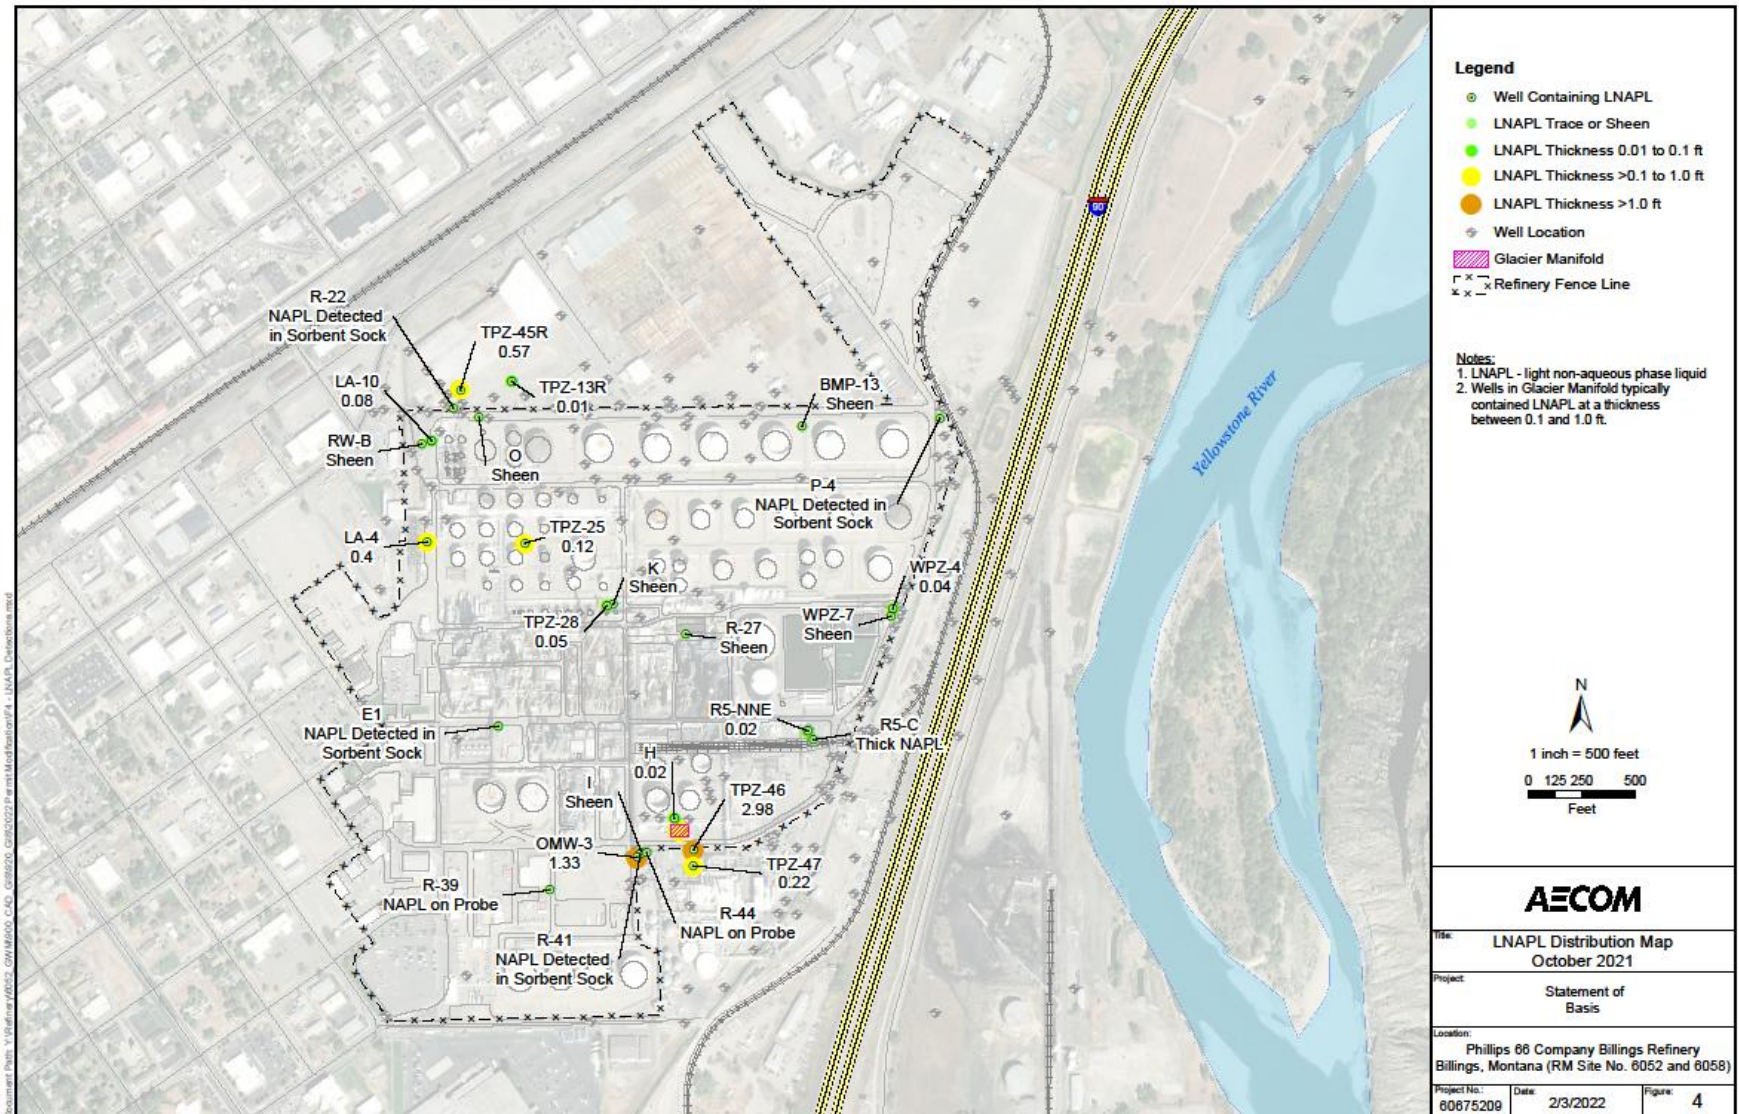 R-22
NAPL Detected
in Sorbent Sock
TPZ-45R
0.57
LA-10
0.08
TPZ-13R
0.01
BMP-13
Sheen
RW-B
Sheen
O
Sheen
P-4
NAPL Detected in
Sorbent Sock
LA-4
0.4
TPZ-25
0.12
K
Sheen
WPZ-4
0.04
TPZ-28
0.05
R-27
Sheen
WPZ-7
Sheen
E1
NAPL Detected in
Sorbent Sock
R5-NNE
0.02
R5-C
Thick NAPL
H
0.02
I
Sheen
TPZ-46
2.98
OMW-3
1.33
TPZ-47
0.22
R-39
NAPL on Probe
R-44
NAPL on Probe
R-41
NAPL Detected
in Sorbent Sock
90
Yellowstone River
Legend
Well Containing LNAPL
LNAPL Trace or Sheen
LNAPL Thickness 0.01 to 0.1 ft
LNAPL Thickness >0.1 to 1.0 ft
LNAPL Thickness >1.0 ft
Well Location
Glacier Manifold
Refinery Fence Line
Notes:
1. LNAPL - light non-aqueous phase liquid
2. Wells in Glacier Manifold typically
contained LNAPL at a thickness
between 0.1 and 1.0 ft.
N
1 inch = 500 feet
0 125 250 500
Feet
AECOM
Title:
LNAPL Distribution Map
October 2021
Project:
Statement of
Basis
Location:
Phillips 66 Company Billings Refinery
Billings, Montana (RM Site No. 6052 and 6058)
Project No.: 60675209
Date: 2/3/2022
Figure: 4